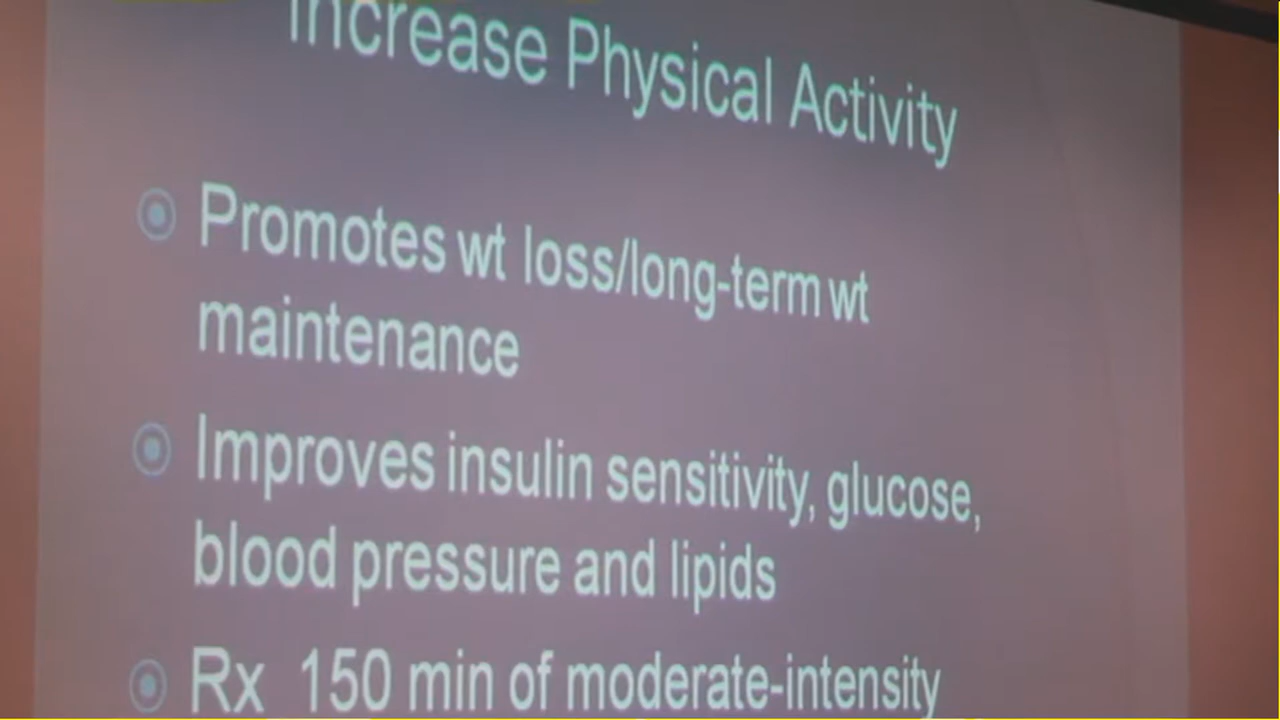 Increase Physical Activity
Promotes wt loss/long-term wt
maintenance
Improves insulin sensitivity, glucose,
blood pressure and lipids
Rx 150 min of moderate-intensity